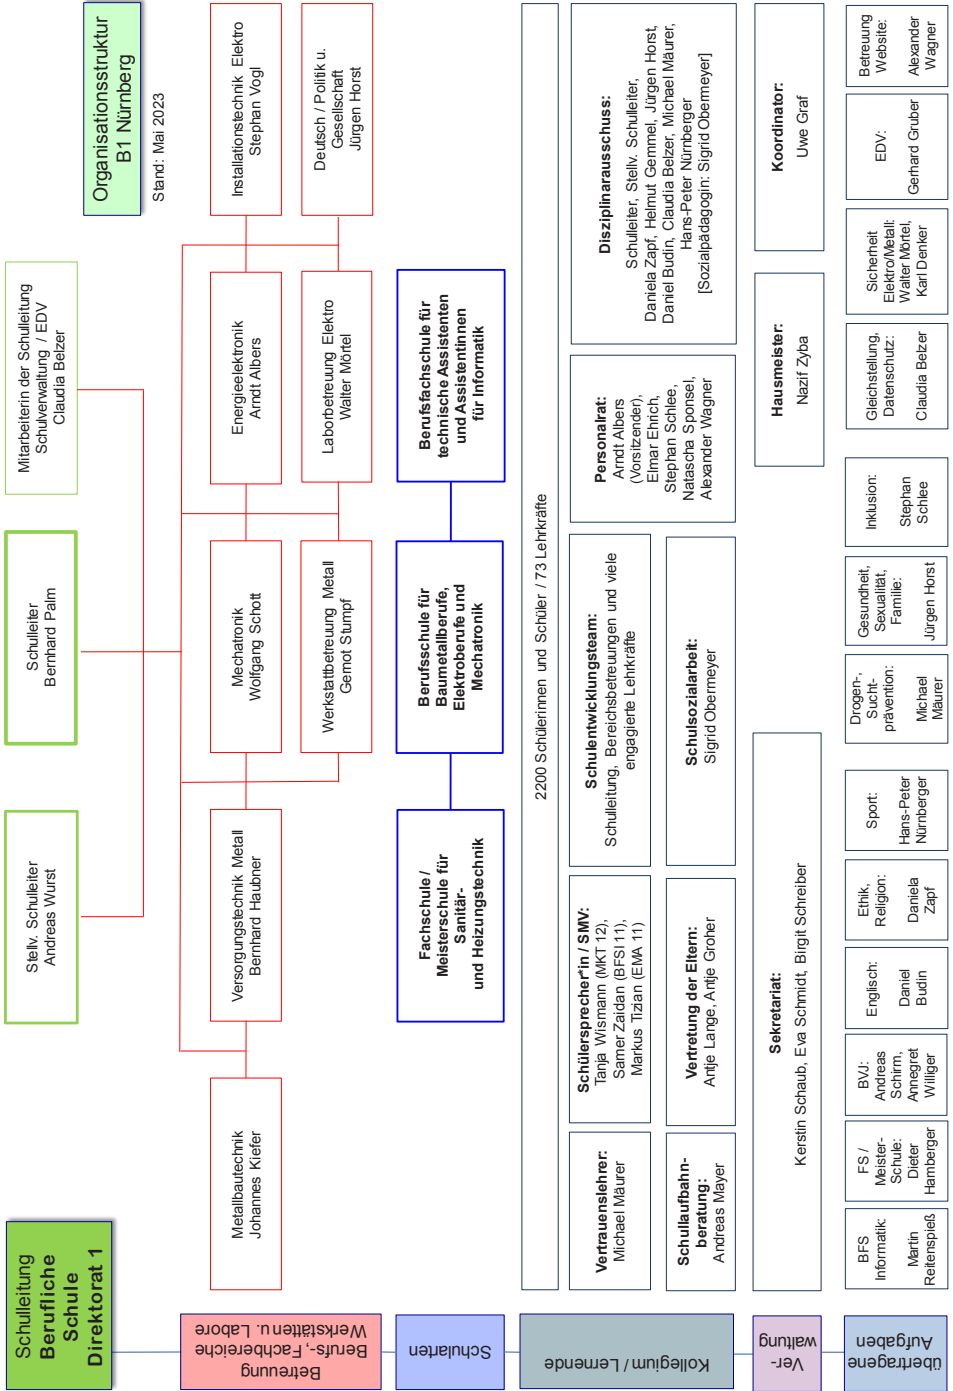 Schulleitung
Berufliche
Schule
Direktorat 1
Stellv. Schulleiter
Andreas Wurst
Schulleiter
Bernhard Palm
Mitarbeiterin der Schulleitung
Schulverwaltung / EDV
Claudia Belzer
Organisationsstruktur
B1 Nürnberg
Stand: Mai 2023
Betreuung
Berufs-, Fachbereiche
Werkstätten u. Labore
Metallbautechnik
Johannes Kiefer
Versorgungstechnik Metall
Bernhard Haubner
Mechatronik
Wolfgang Schott
Energieelektronik
Arndt Albers
Installationstechnik Elektro
Stephan Vogl
Werkstattbetreuung Metall
Gernot Stumpf
Laborbetreuung Elektro
Walter Mörtel
Deutsch / Politik u.
Gesellschaft
Jürgen Horst
Schularten
Fachschule /
Meisterschule für
Sanitär-
und Heizungstechnik
Berufsschule für
Baumetallberufe,
Elektroberufe und
Mechatronik
Berufsfachschule für
technische Assistenten
und Assistentinnen
für Informatik
Kollegium / Lernende
2200 Schülerinnen und Schüler / 73 Lehrkräfte
Vertrauenslehrer:
Michael Mäurer
Schülersprecher*in / SMV:
Tanja Wismann (MKT 12),
Samer Zaidan (BFSI 11),
Markus Tizian (EMA 11)
Schulentwicklungsteam:
Schulleitung, Bereichsbetreuungen und viele
engagierte Lehrkräfte
Personalrat:
Arndt Albers
(Vorsitzender),
Elmar Ehrich,
Stephan Schlee,
Natascha Sponsel,
Alexander Wagner
Disziplinarausschuss:
Schulleiter, Stellv. Schulleiter,
Daniela Zapf, Helmut Gemmel, Jürgen Horst,
Daniel Budin, Claudia Belzer, Michael Mäurer,
Hans-Peter Nürnberger
[Sozialpädagogin: Sigrid Obermeyer]
Schullaufbahn-
beratung:
Andreas Mayer
Vertretung der Eltern:
Antje Lange, Antje Groher
Schulsozialarbeit:
Sigrid Obermeyer
Ver-
waltung
Sekretariat:
Kerstin Schaub, Eva Schmidt, Birgit Schreiber
Hausmeister:
Nazif Zyba
Koordinator:
Uwe Graf
übertragene
Aufgaben
BFS
Informatik:
Martin
Reitenspieß
FS /
Meister-
Schule:
Dieter
Hamberger
BVJ:
Andreas
Schirm,
Annegret
Williger
Englisch:
Daniel
Budin
Ethik,
Religion:
Daniela
Zapf
Sport:
Hans-Peter
Nürnberger
Drogen-,
Sucht-
prävention:
Michael
Mäurer
Gesundheit,
Sexualität,
Familie:
Jürgen Horst
Inklusion:
Stephan
Schlee
Gleichstellung,
Datenschutz:
Claudia Belzer
Sicherheit
Elektro/Metall:
Walter Mörtel,
Karl Denker
EDV:
Gerhard Gruber
Betreuung
Website:
Alexander
Wagner